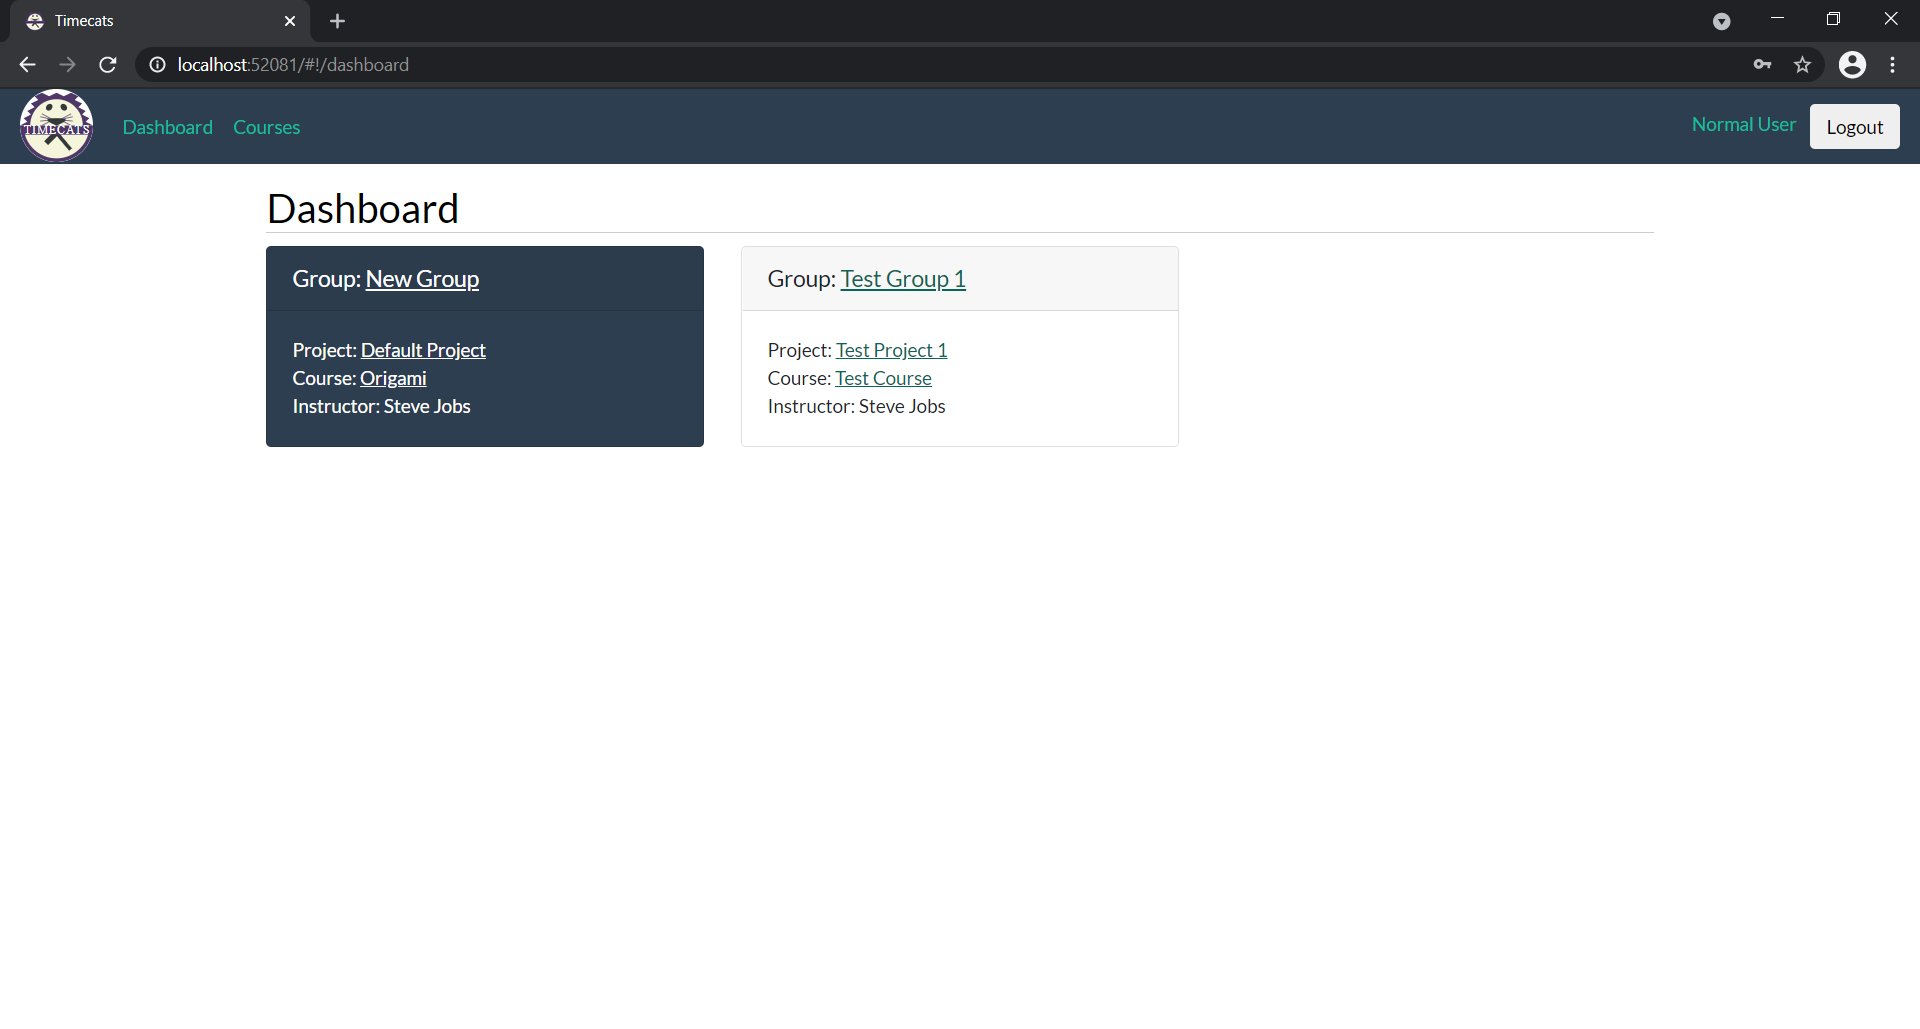 Timecats
localhost:52081/#!/dashboard
TIMECATS
Dashboard Courses
Normal User Logout
Dashboard
Group: New Group
Project: Default Project
Course: Origami
Instructor: Steve Jobs
Group: Test Group 1
Project: Test Project 1
Course: Test Course
Instructor: Steve Jobs